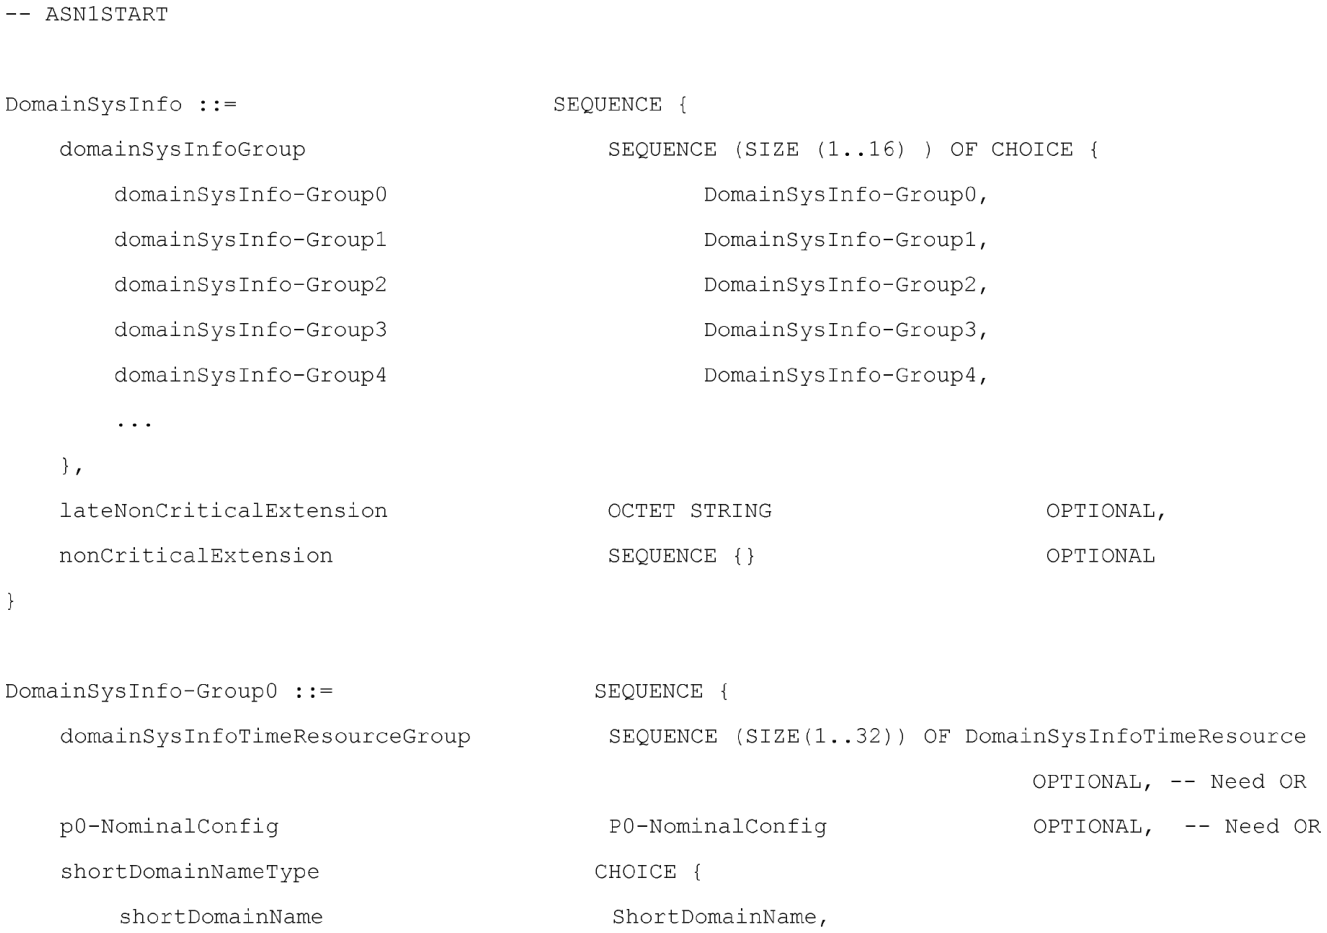 -- ASN1START
DomainSysInfo ::= SEQUENCE {
domainSysInfoGroup SEQUENCE (SIZE (1..16) ) OF CHOICE {
domainSysInfo-Group0 DomainSysInfo-Group0,
domainSysInfo-Group1 DomainSysInfo-Group1,
domainSysInfo-Group2 DomainSysInfo-Group2,
domainSysInfo-Group3 DomainSysInfo-Group3,
domainSysInfo-Group4 DomainSysInfo-Group4,
...
},
lateNonCriticalExtension OCTET STRING OPTIONAL,
nonCriticalExtension SEQUENCE {} OPTIONAL
}
DomainSysInfo-Group0 ::= SEQUENCE {
domainSysInfoTimeResourceGroup SEQUENCE (SIZE(1..32)) OF DomainSysInfoTimeResource
OPTIONAL, -- Need OR
p0-NominalConfig P0-NominalConfig OPTIONAL, -- Need OR
shortDomainNameType CHOICE {
shortDomainName ShortDomainName,